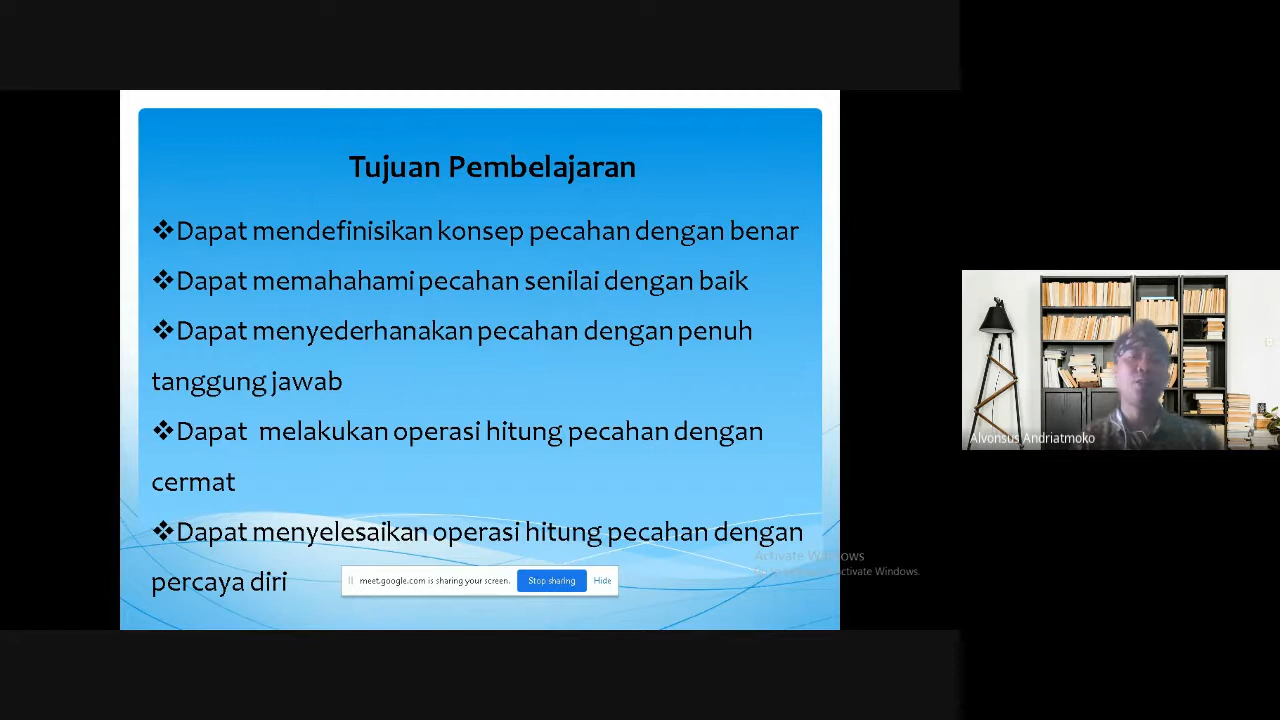 Tujuan Pembelajaran
❖Dapat mendefinisikan konsep pecahan dengan benar
❖Dapat memahahami pecahan senilai dengan baik
❖Dapat menyederhanakan pecahan dengan penuh
tanggung jawab
❖Dapat melakukan operasi hitung pecahan dengan
cermat
❖Dapat menyelesaikan operasi hitung pecahan dengan
percaya diri
meet.google.com is sharing your screen. Stop sharing Hide
Activate Windows
activate Windows.
Alvonsus Andriatmoko